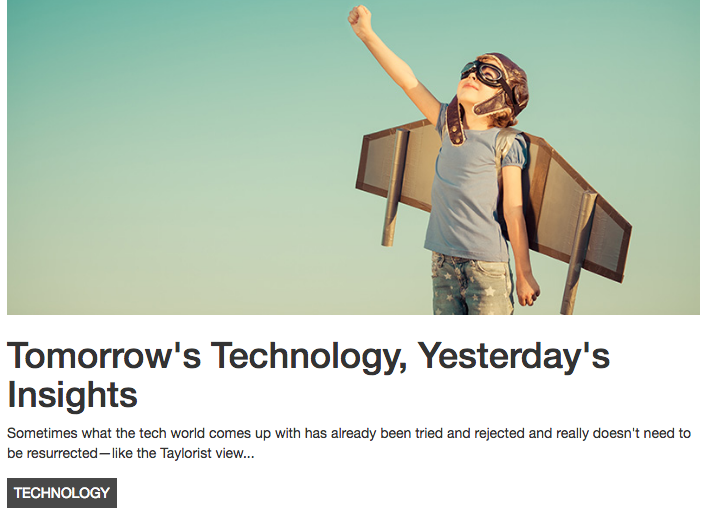 Tomorrow's Technology, Yesterday's
Insights
Sometimes what the tech world comes up with has already been tried and rejected and really doesn't need to
be resurrected—like the Taylorist view...
TECHNOLOGY